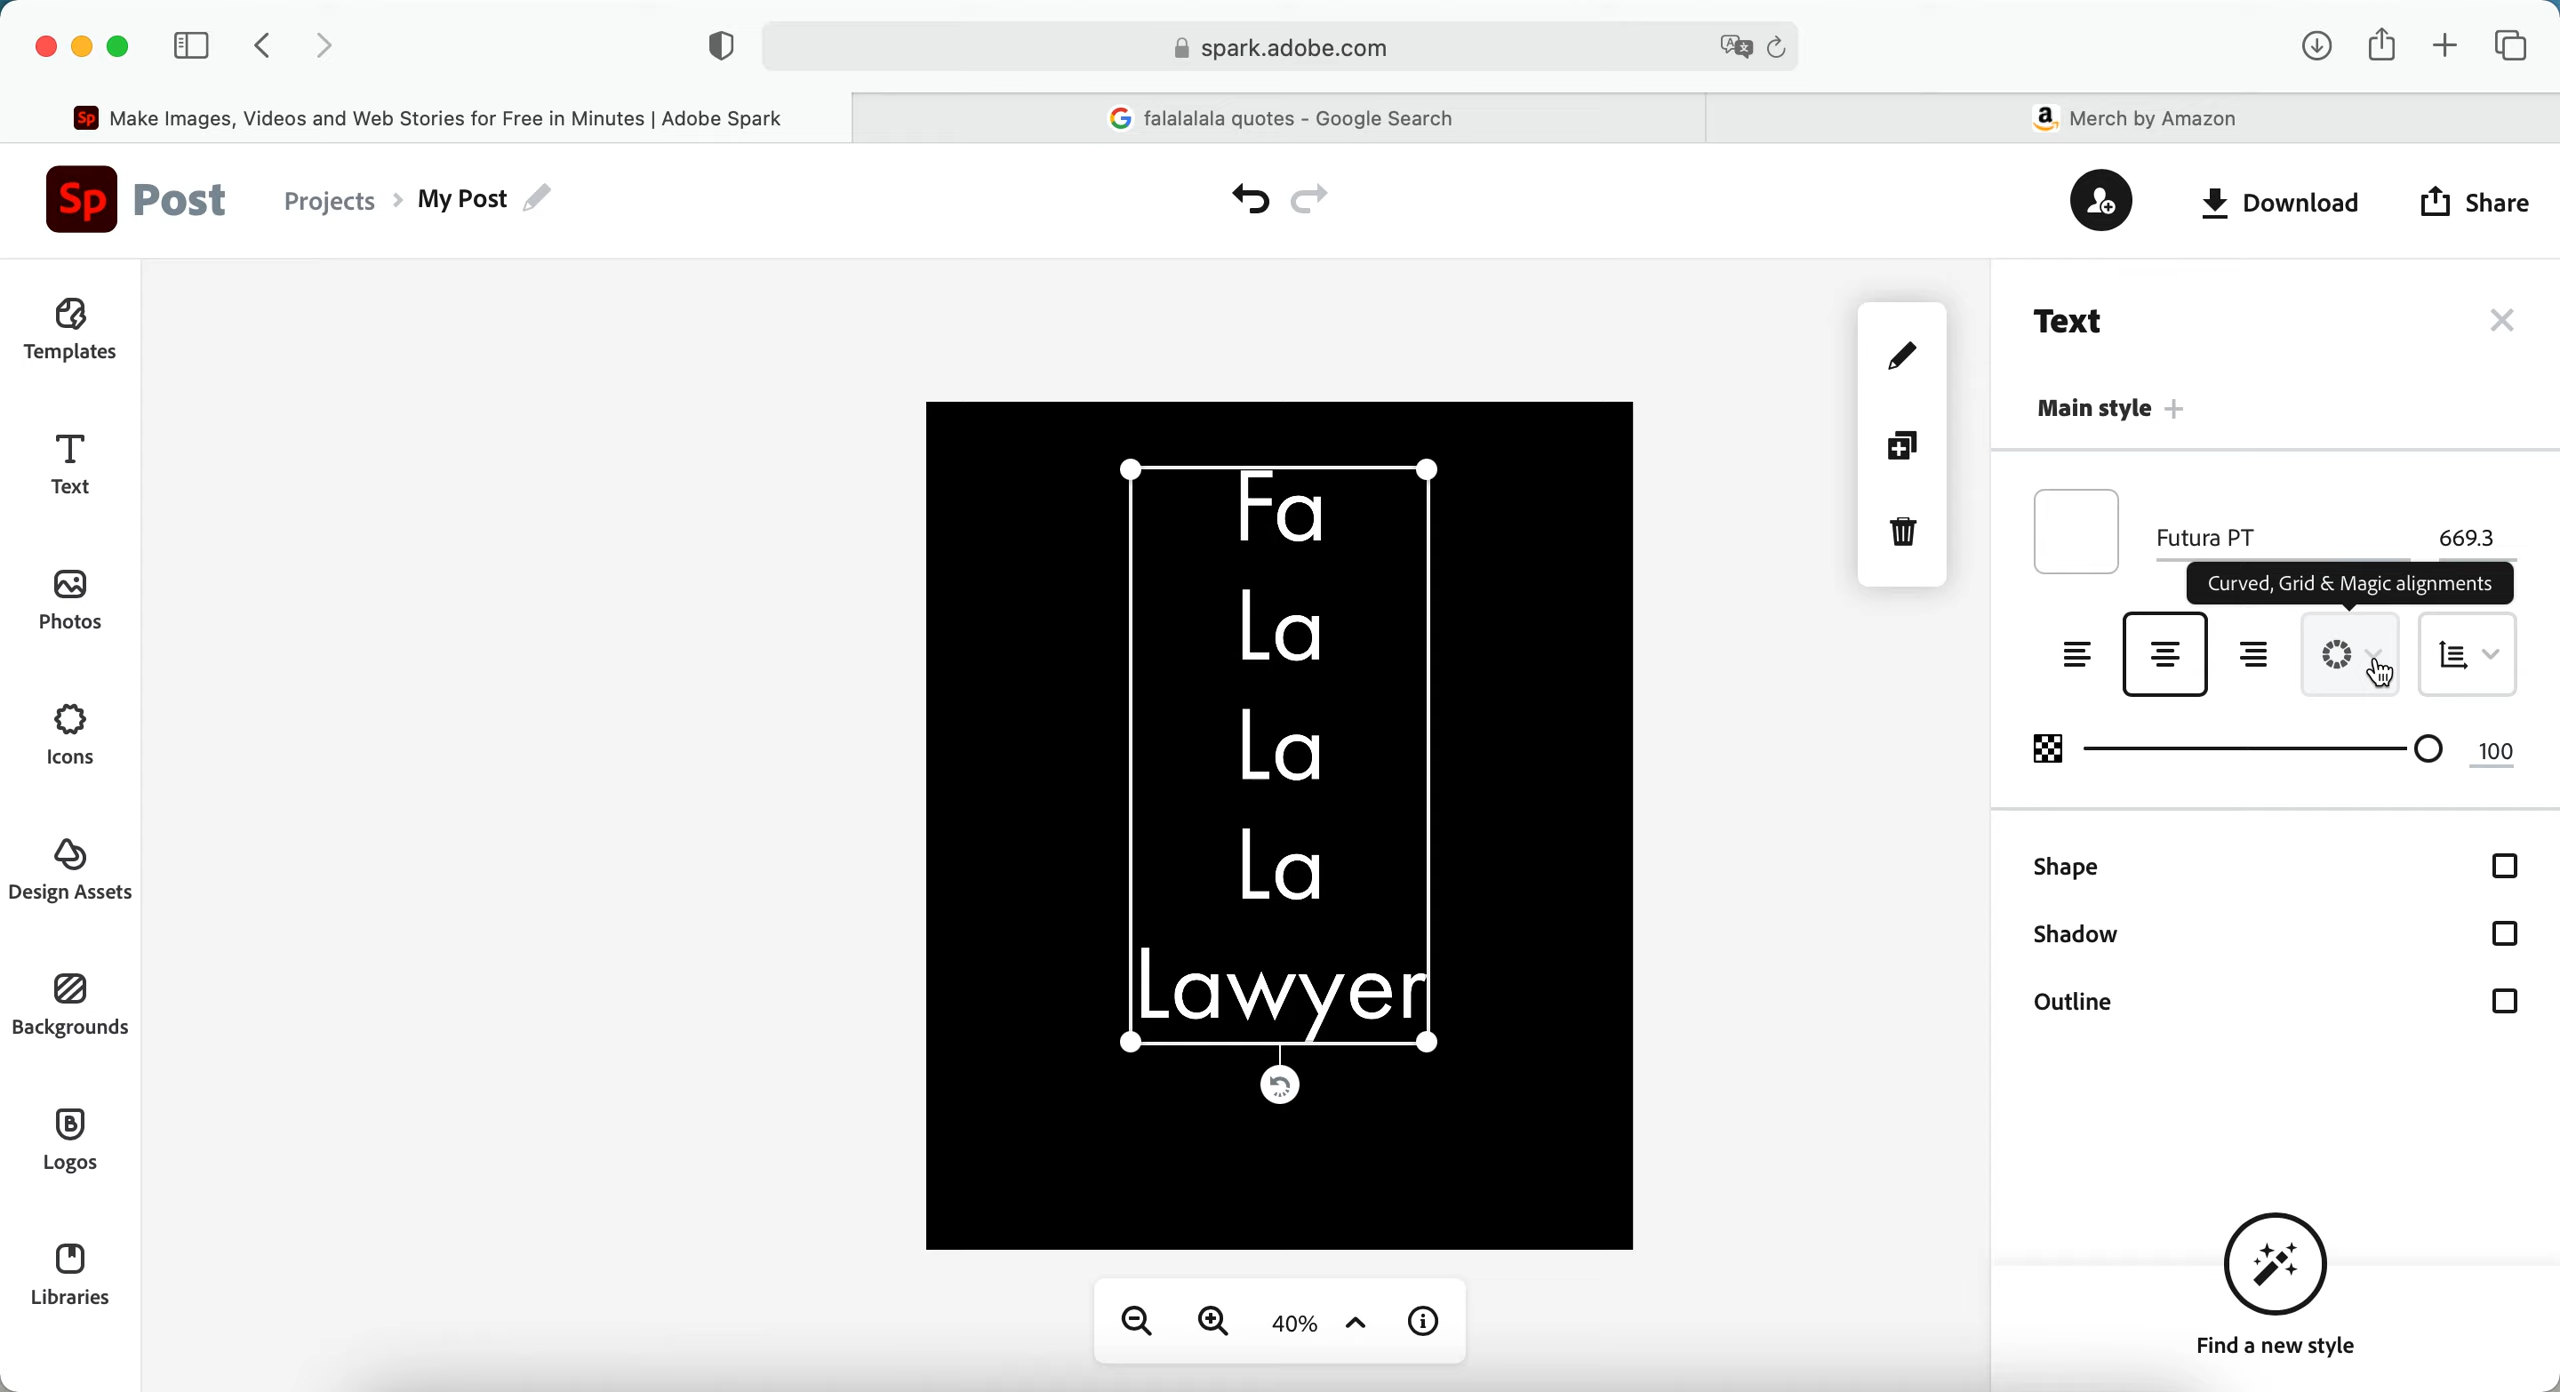 spark.adobe.com
Sp Make Images, Videos and Web Stories for Free in Minutes | Adobe Spark
falalalala quotes - Google Search
Merch by Amazon
Sp Post
Projects > My Post
Download
Share
Templates
Text
Photos
Icons
Design Assets
Backgrounds
Logos
Libraries
Fa
La
La
La
Lawyer
40%
Text
Main style +
Futura PT
669.3
Curved, Grid & Magic alignments
100
Shape
Shadow
Outline
Find a new style